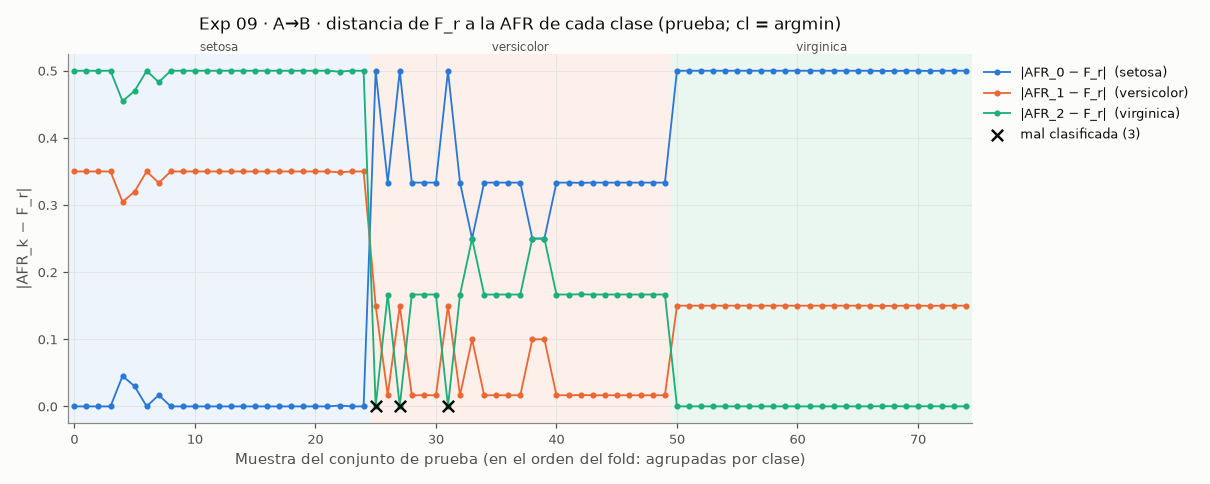 Exp 09 · A→B · distancia de F_r a la AFR de cada clase (prueba; cl = argmin)
setosa versicolor virginica
|AFR_0 − F_r| (setosa)
|AFR_1 − F_r| (versicolor)
|AFR_2 − F_r| (virginica)
mal clasificada (3)
|AFR_k − F_r|
0.5
0.4
0.3
0.2
0.1
0.0
0 10 20 30 40 50 60 70
Muestra del conjunto de prueba (en el orden del fold: agrupadas por clase)